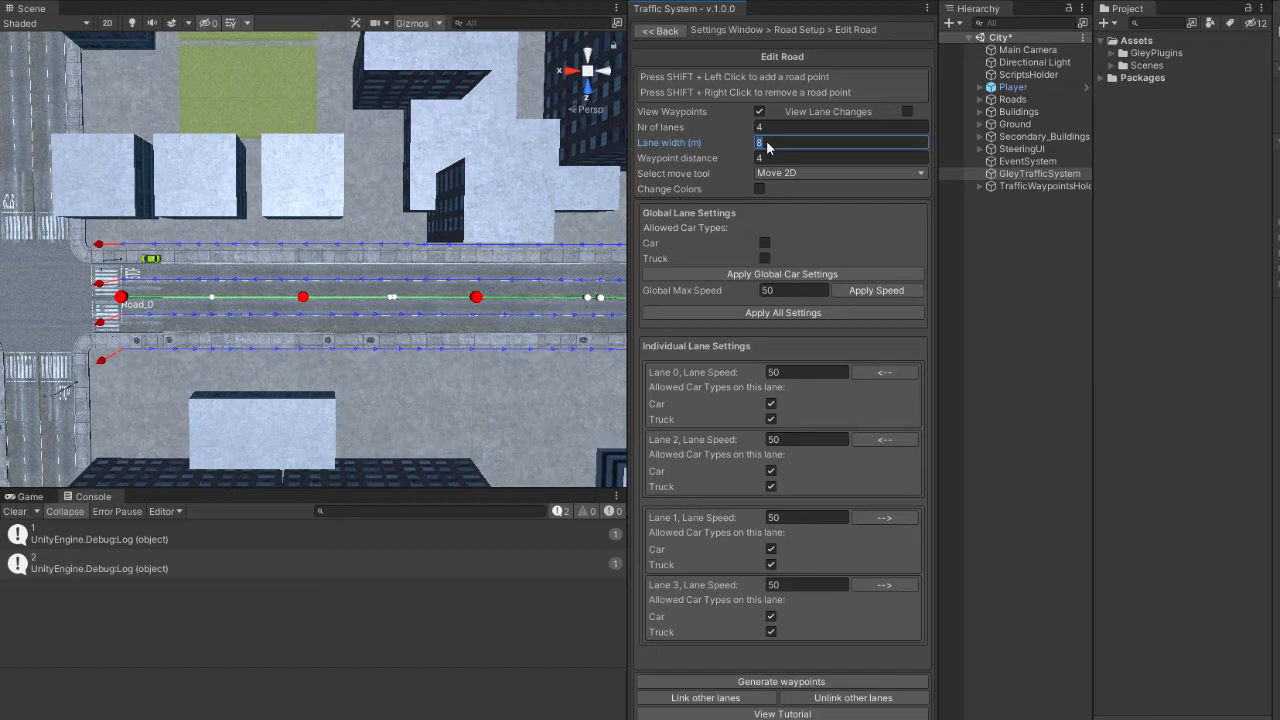 Scene
Shaded
2D
0
Gizmos
All
x
z
Persp
Road_0
Game
Console
Clear
Collapse
Error Pause
Editor
2
0
0
1
UnityEngine.Debug:Log (object)
1
2
UnityEngine.Debug:Log (object)
1
Traffic System - v.1.0.0
<< Back
Settings Window > Road Setup > Edit Road
Edit Road
Press SHIFT + Left Click to add a road point
Press SHIFT + Right Click to remove a road point
View Waypoints
View Lane Changes
Nr of lanes
4
Lane width (m)
8
Waypoint distance
4
Select move tool
Move 2D
Change Colors
Global Lane Settings
Allowed Car Types:
Car
Truck
Apply Global Car Settings
Global Max Speed
50
Apply Speed
Apply All Settings
Individual Lane Settings
Lane 0, Lane Speed:
50
<--
Allowed Car Types on this lane:
Car
Truck
Lane 2, Lane Speed:
50
<--
Allowed Car Types on this lane:
Car
Truck
Lane 1, Lane Speed:
50
-->
Allowed Car Types on this lane:
Car
Truck
Lane 3, Lane Speed:
50
-->
Allowed Car Types on this lane:
Car
Truck
Generate waypoints
Link other lanes
Unlink other lanes
View Tutorial
Hierarchy
All
City*
Main Camera
Directional Light
ScriptsHolder
Player
Roads
Buildings
Ground
Secondary_Buildings
SteeringUI
EventSystem
GleyTrafficSystem
TrafficWaypointsHol
Project
12
Assets
GleyPlugins
Scenes
Packages